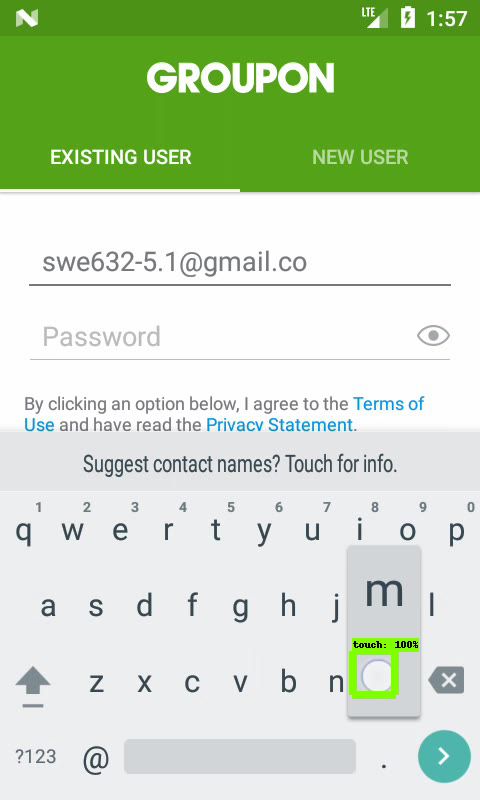 LTE 1:57
GROUPON
EXISTING USER NEW USER
swe632-5.1@gmail.co
Password
By clicking an option below, I agree to the Terms of
Use and have read the Privacy Statement.
Suggest contact names? Touch for info.
1 2 3 4 5 6 7 8 9 0
q w e r t y u i o p
a s d f g h j l
m
touch: 100%
z x c v b n
?123 @ .